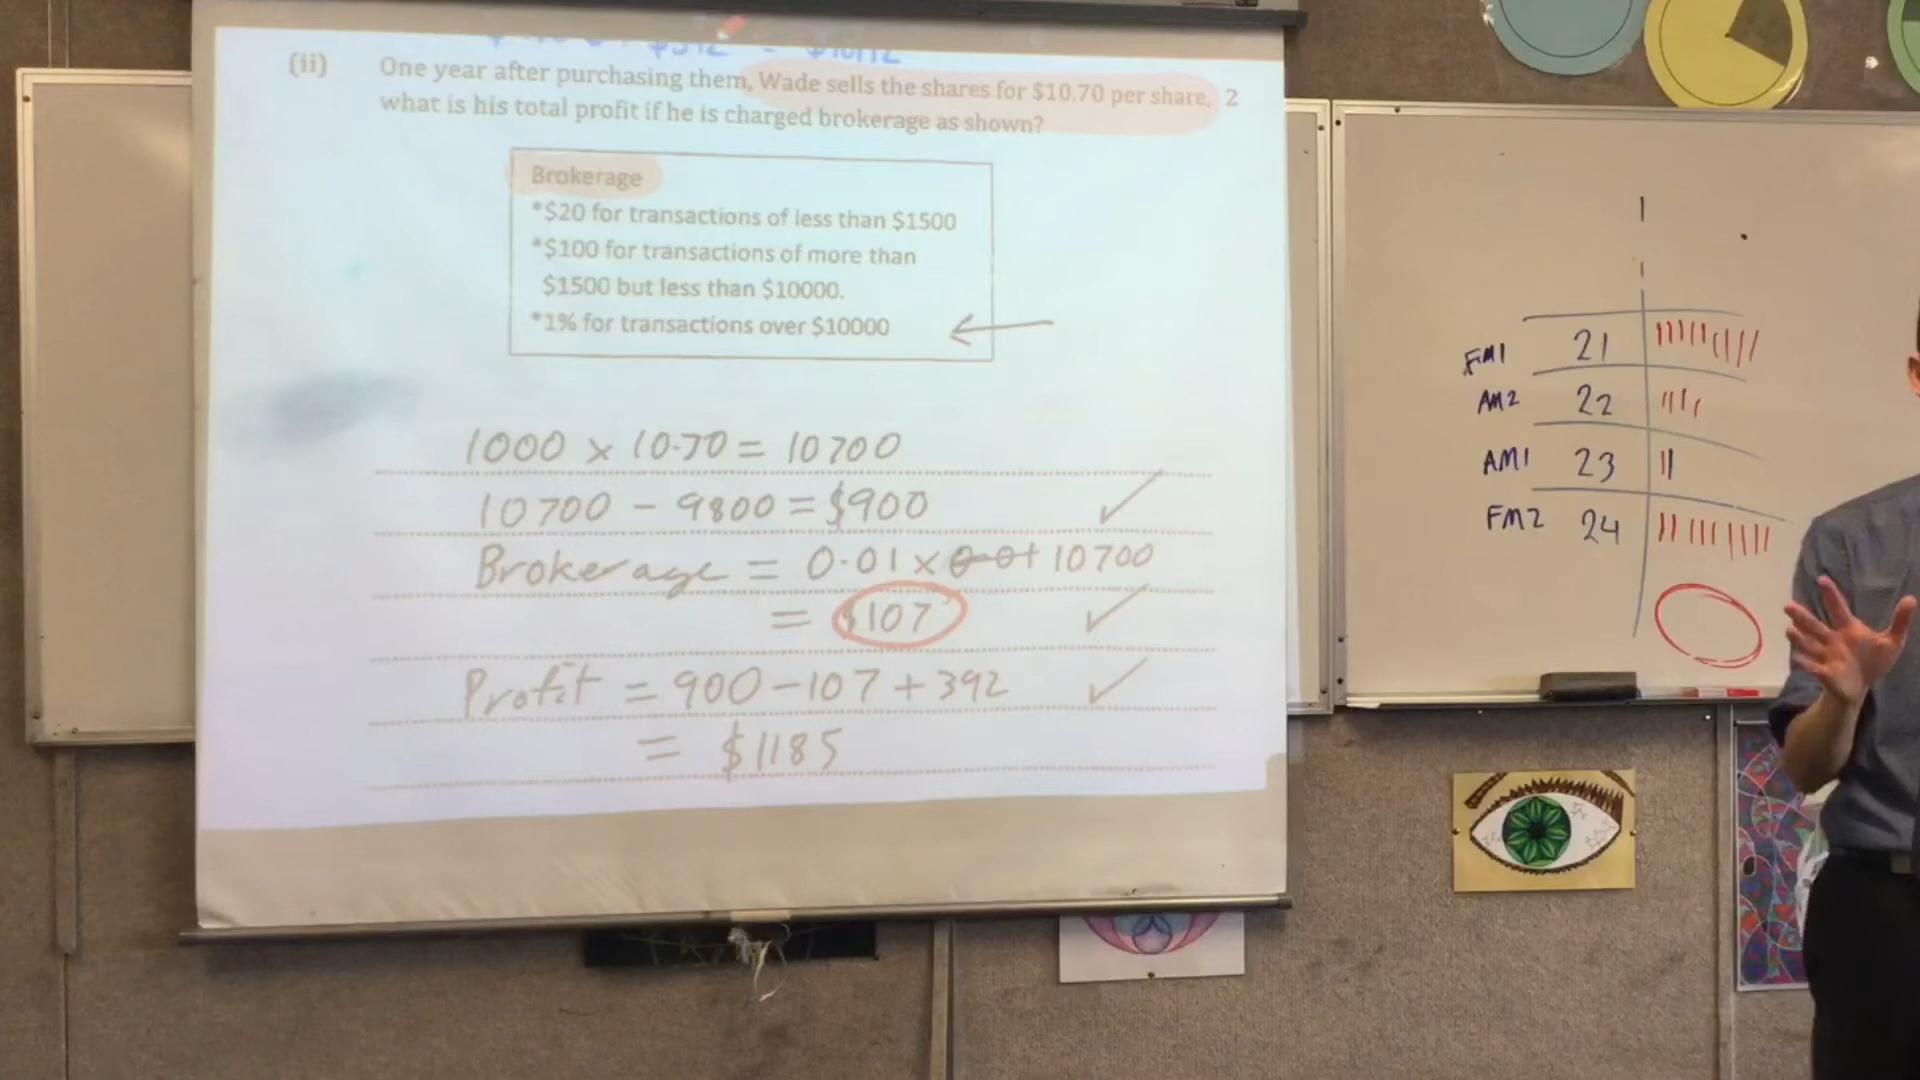 (ii) One year after purchasing them, Wade sells the shares for $10.70 per share, 2
what is his total profit if he is charged brokerage as shown?
Brokerage
*$20 for transactions of less than $1500
*$100 for transactions of more than
$1500 but less than $10000.
*1% for transactions over $10000
1000 × 10.70 = 10700
10700 - 9800 = $900
Brokerage = 0.01 × 0.01 10700
= $107
Profit = 900 - 107 + 392
= $1185
FM1 21
AM2 22
AM1 23
FM2 24